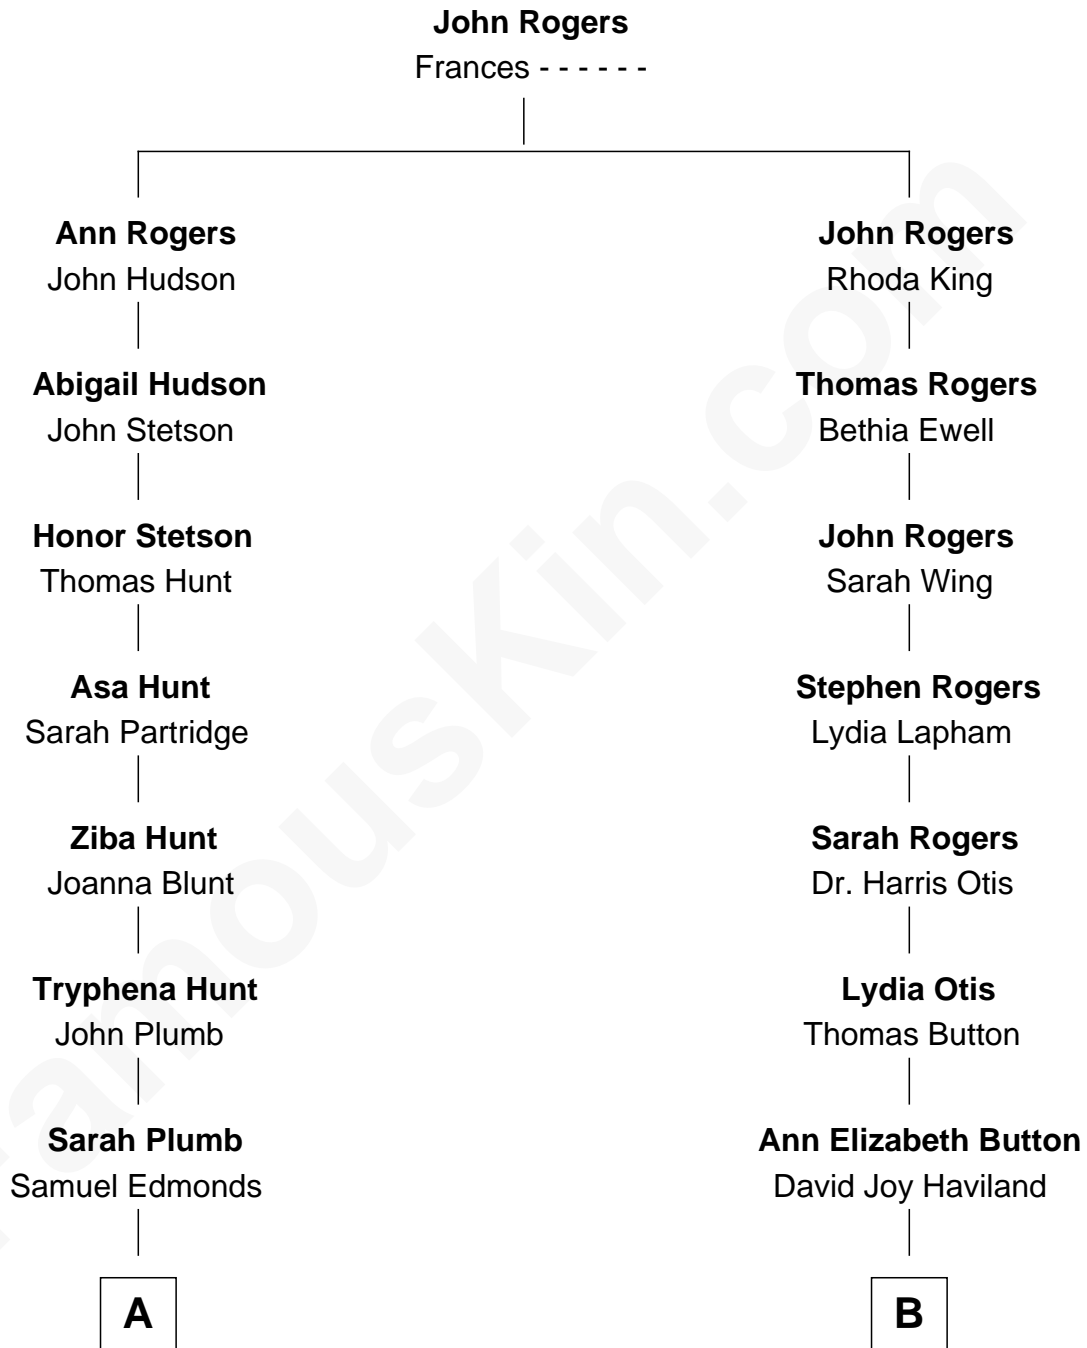 John Rogers
Frances - - - - - -
Ann Rogers
John Hudson
John Rogers
Rhoda King
Abigail Hudson
John Stetson
Thomas Rogers
Bethia Ewell
Honor Stetson
Thomas Hunt
John Rogers
Sarah Wing
Asa Hunt
Sarah Partridge
Stephen Rogers
Lydia Lapham
Ziba Hunt
Joanna Blunt
Sarah Rogers
Dr. Harris Otis
Tryphena Hunt
John Plumb
Lydia Otis
Thomas Button
Sarah Plumb
Samuel Edmonds
Ann Elizabeth Button
David Joy Haviland
A
B
FamousKin.com